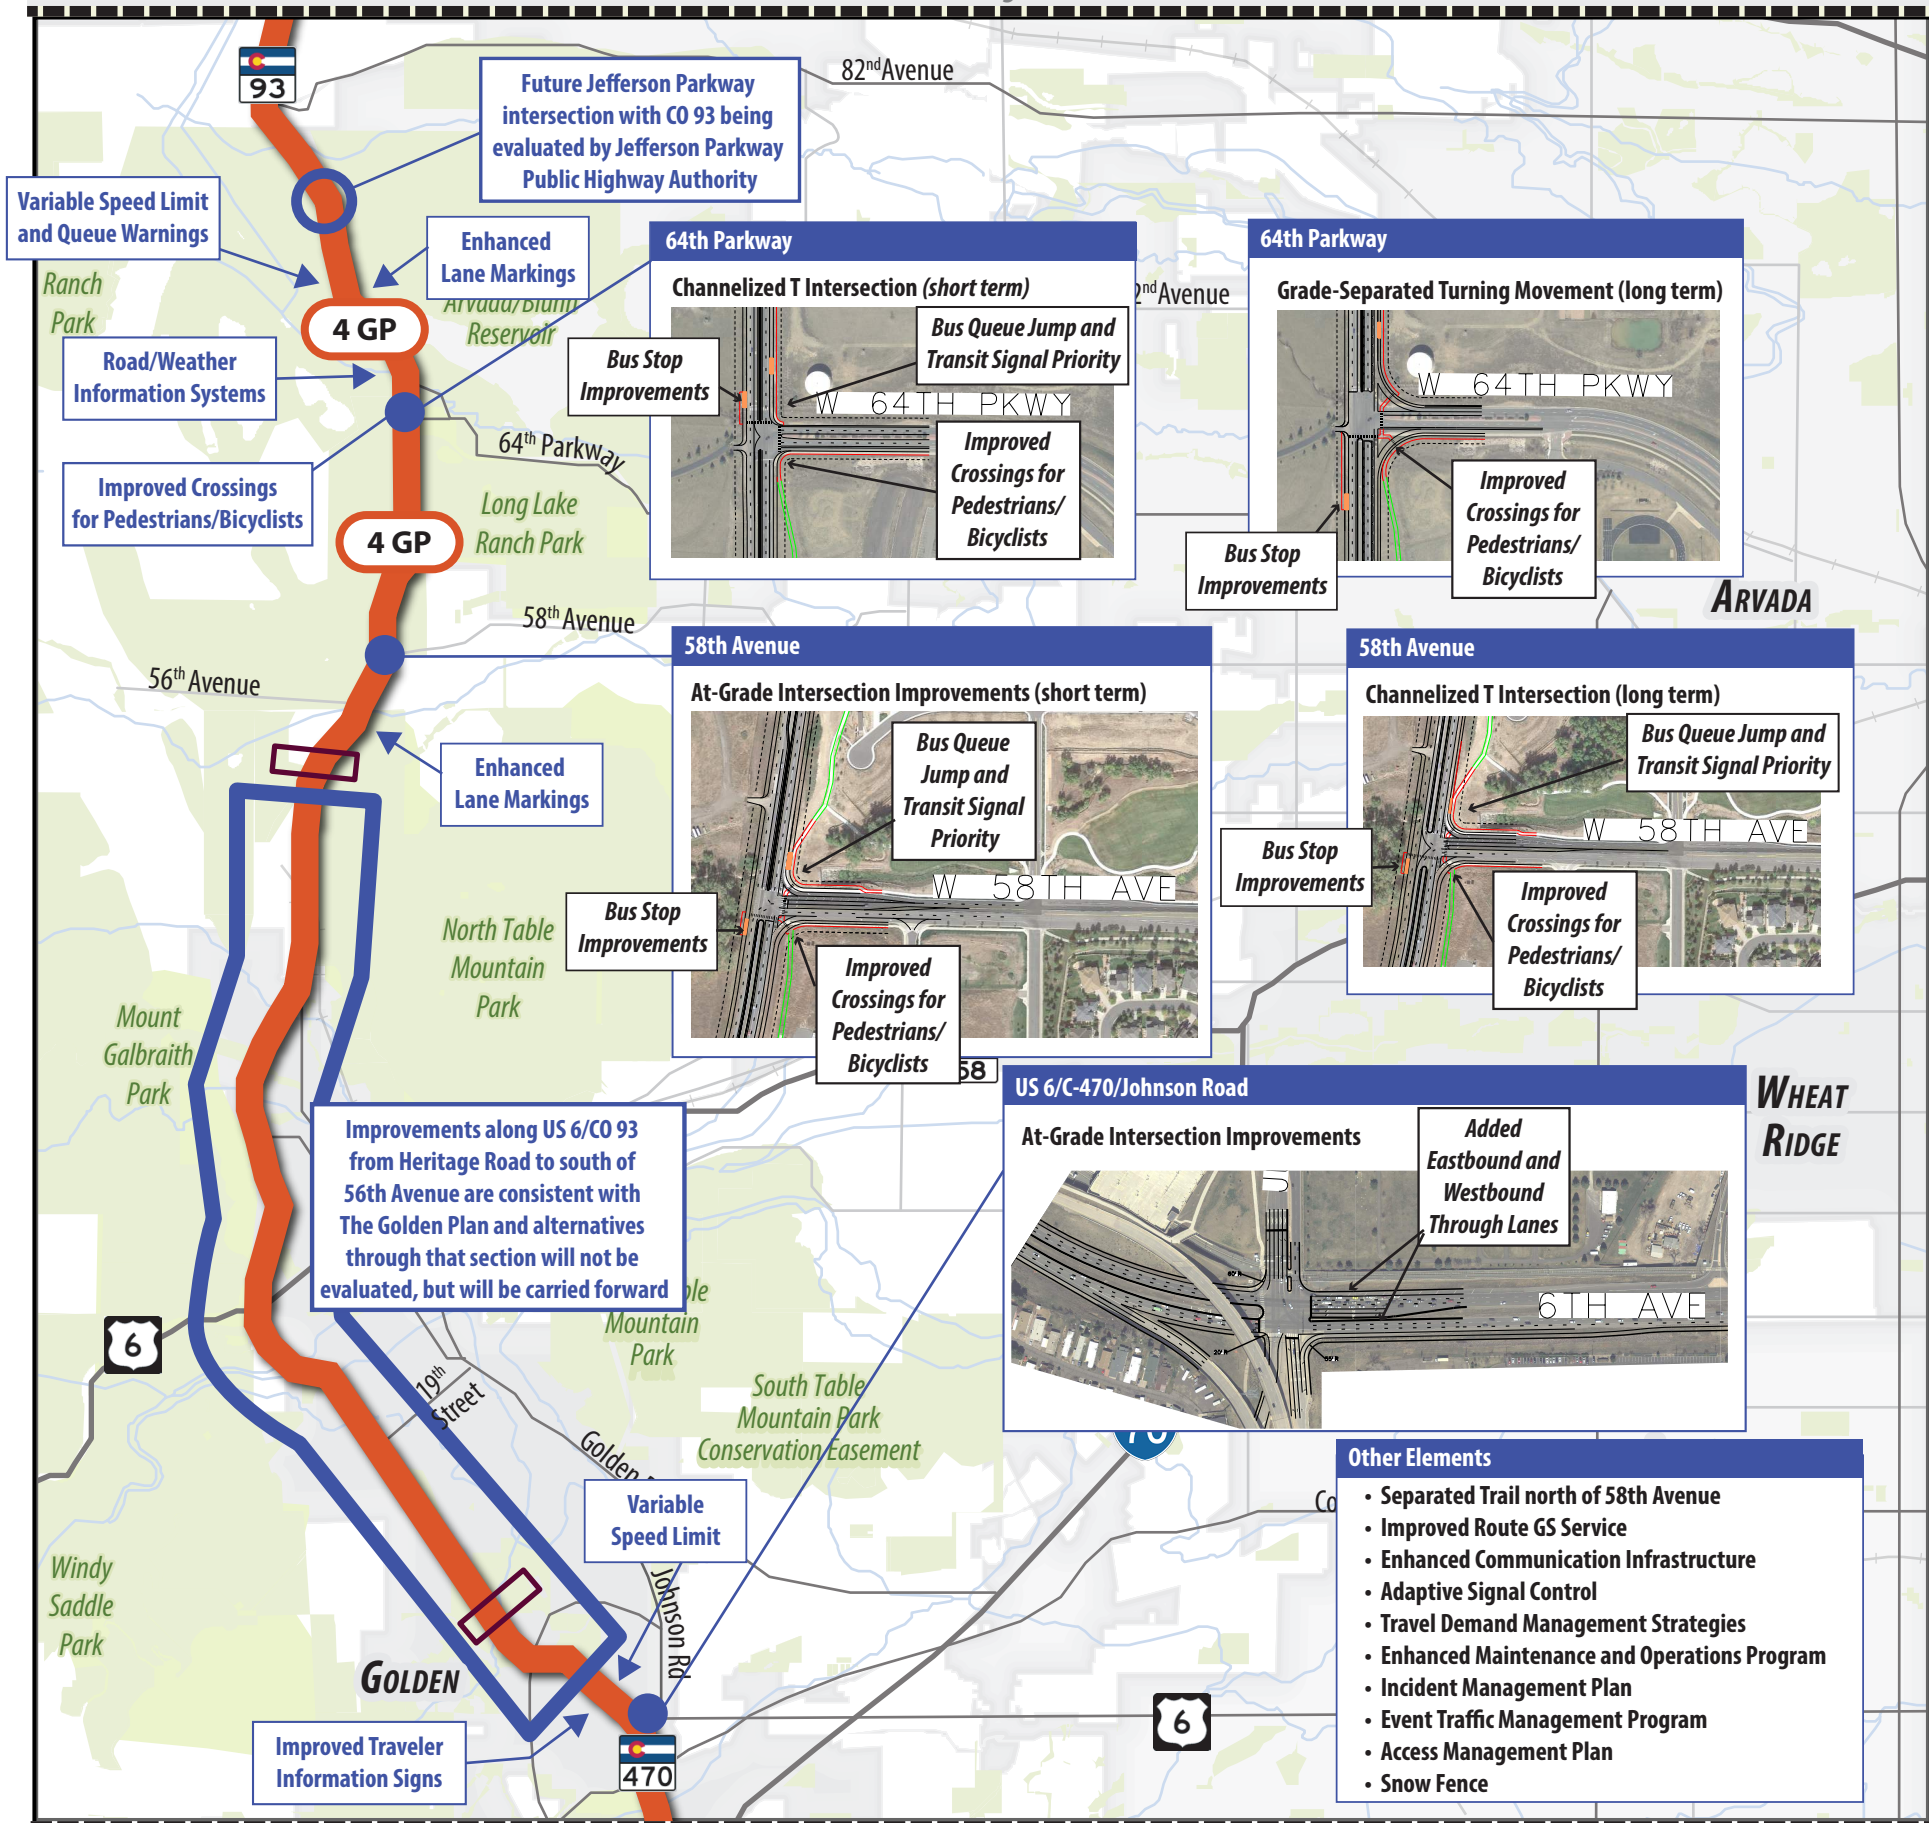 93
82nd Avenue
Future Jefferson Parkway
intersection with CO 93 being
evaluated by Jefferson Parkway
Public Highway Authority
Variable Speed Limit
and Queue Warnings
Enhanced
Lane Markings
Ranch
Park
Arvada/Blunn
Reservoir
4 GP
Road/Weather
Information Systems
Improved Crossings
for Pedestrians/Bicyclists
64th Parkway
Long Lake
Ranch Park
4 GP
64th Parkway
Channelized T Intersection (short term)
Bus Stop
Improvements
Bus Queue Jump and
Transit Signal Priority
W 64TH PKWY
Improved
Crossings for
Pedestrians/
Bicyclists
2nd Avenue
64th Parkway
Grade-Separated Turning Movement (long term)
W 64TH PKWY
Bus Stop
Improvements
Improved
Crossings for
Pedestrians/
Bicyclists
ARVADA
58th Avenue
56th Avenue
Enhanced
Lane Markings
58th Avenue
At-Grade Intersection Improvements (short term)
Bus Queue
Jump and
Transit Signal
Priority
W 58TH AVE
Bus Stop
Improvements
Improved
Crossings for
Pedestrians/
Bicyclists
58th Avenue
Channelized T Intersection (long term)
Bus Queue Jump and
Transit Signal Priority
W 58TH AVE
Bus Stop
Improvements
Improved
Crossings for
Pedestrians/
Bicyclists
North Table
Mountain
Park
Mount
Galbraith
Park
58
Improvements along US 6/CO 93
from Heritage Road to south of
56th Avenue are consistent with
The Golden Plan and alternatives
through that section will not be
evaluated, but will be carried forward
US 6/C-470/Johnson Road
At-Grade Intersection Improvements
Added
Eastbound and
Westbound
Through Lanes
6TH AVE
WHEAT
RIDGE
6
ble
Mountain
Park
19th
Street
South Table
Mountain Park
Conservation Easement
Golden
70
Co
Variable
Speed Limit
Johnson Rd
Windy
Saddle
Park
GOLDEN
Improved Traveler
Information Signs
470
6
Other Elements
• Separated Trail north of 58th Avenue
• Improved Route GS Service
• Enhanced Communication Infrastructure
• Adaptive Signal Control
• Travel Demand Management Strategies
• Enhanced Maintenance and Operations Program
• Incident Management Plan
• Event Traffic Management Program
• Access Management Plan
• Snow Fence